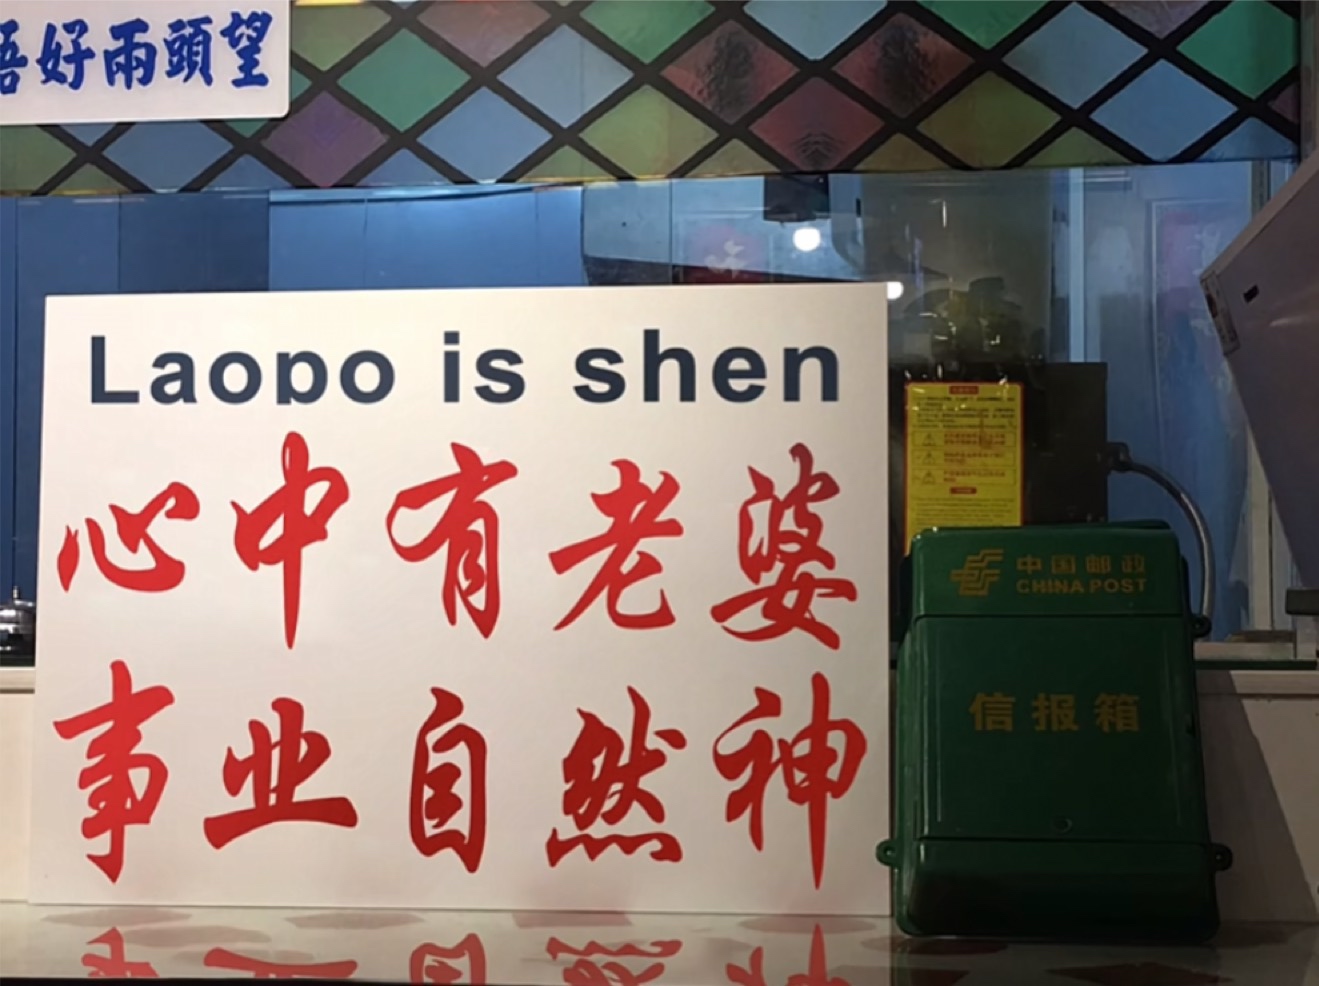 好兩頭望
Laopo is shen
心中有老婆
事业自然神
中国邮政
CHINA POST
信报箱